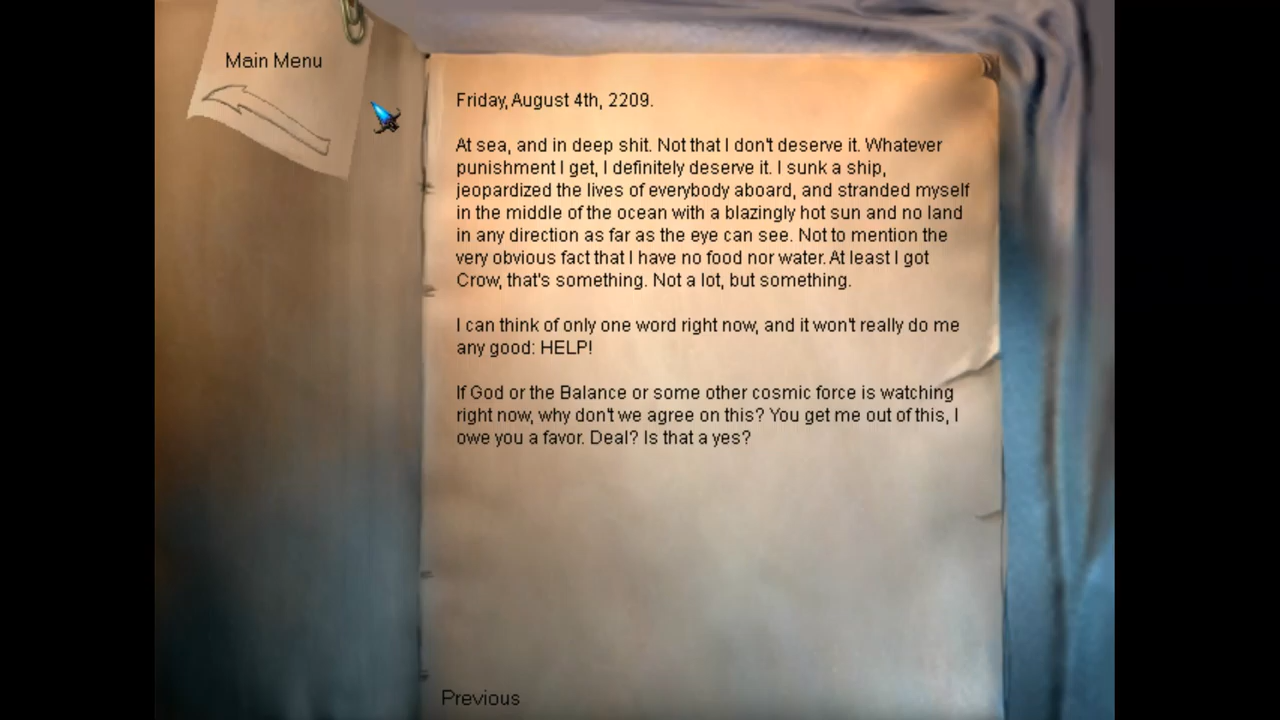 Main Menu
Friday, August 4th, 2209.
At sea, and in deep shit. Not that I don't deserve it. Whatever
punishment I get, I definitely deserve it. I sunk a ship,
jeopardized the lives of everybody aboard, and stranded myself
in the middle of the ocean with a blazingly hot sun and no land
in any direction as far as the eye can see. Not to mention the
very obvious fact that I have no food nor water. At least I got
Crow, that's something. Not a lot, but something.
I can think of only one word right now, and it won't really do me
any good: HELP!
If God or the Balance or some other cosmic force is watching
right now, why don't we agree on this? You get me out of this, I
owe you a favor. Deal? Is that a yes?
Previous